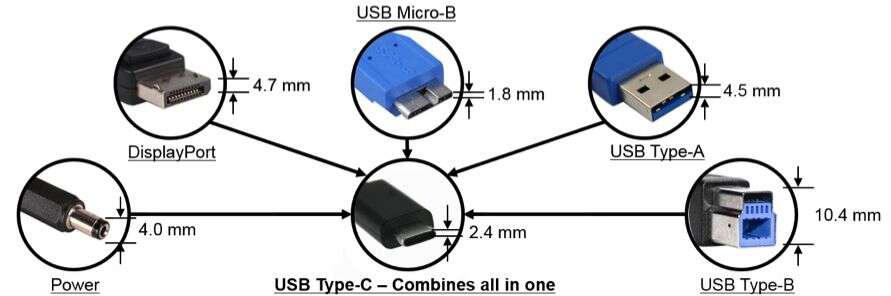 USB Micro-B
4.7 mm
1.8 mm
4.5 mm
DisplayPort
USB Type-A
4.0 mm
2.4 mm
10.4 mm
Power
USB Type-C – Combines all in one
USB Type-B